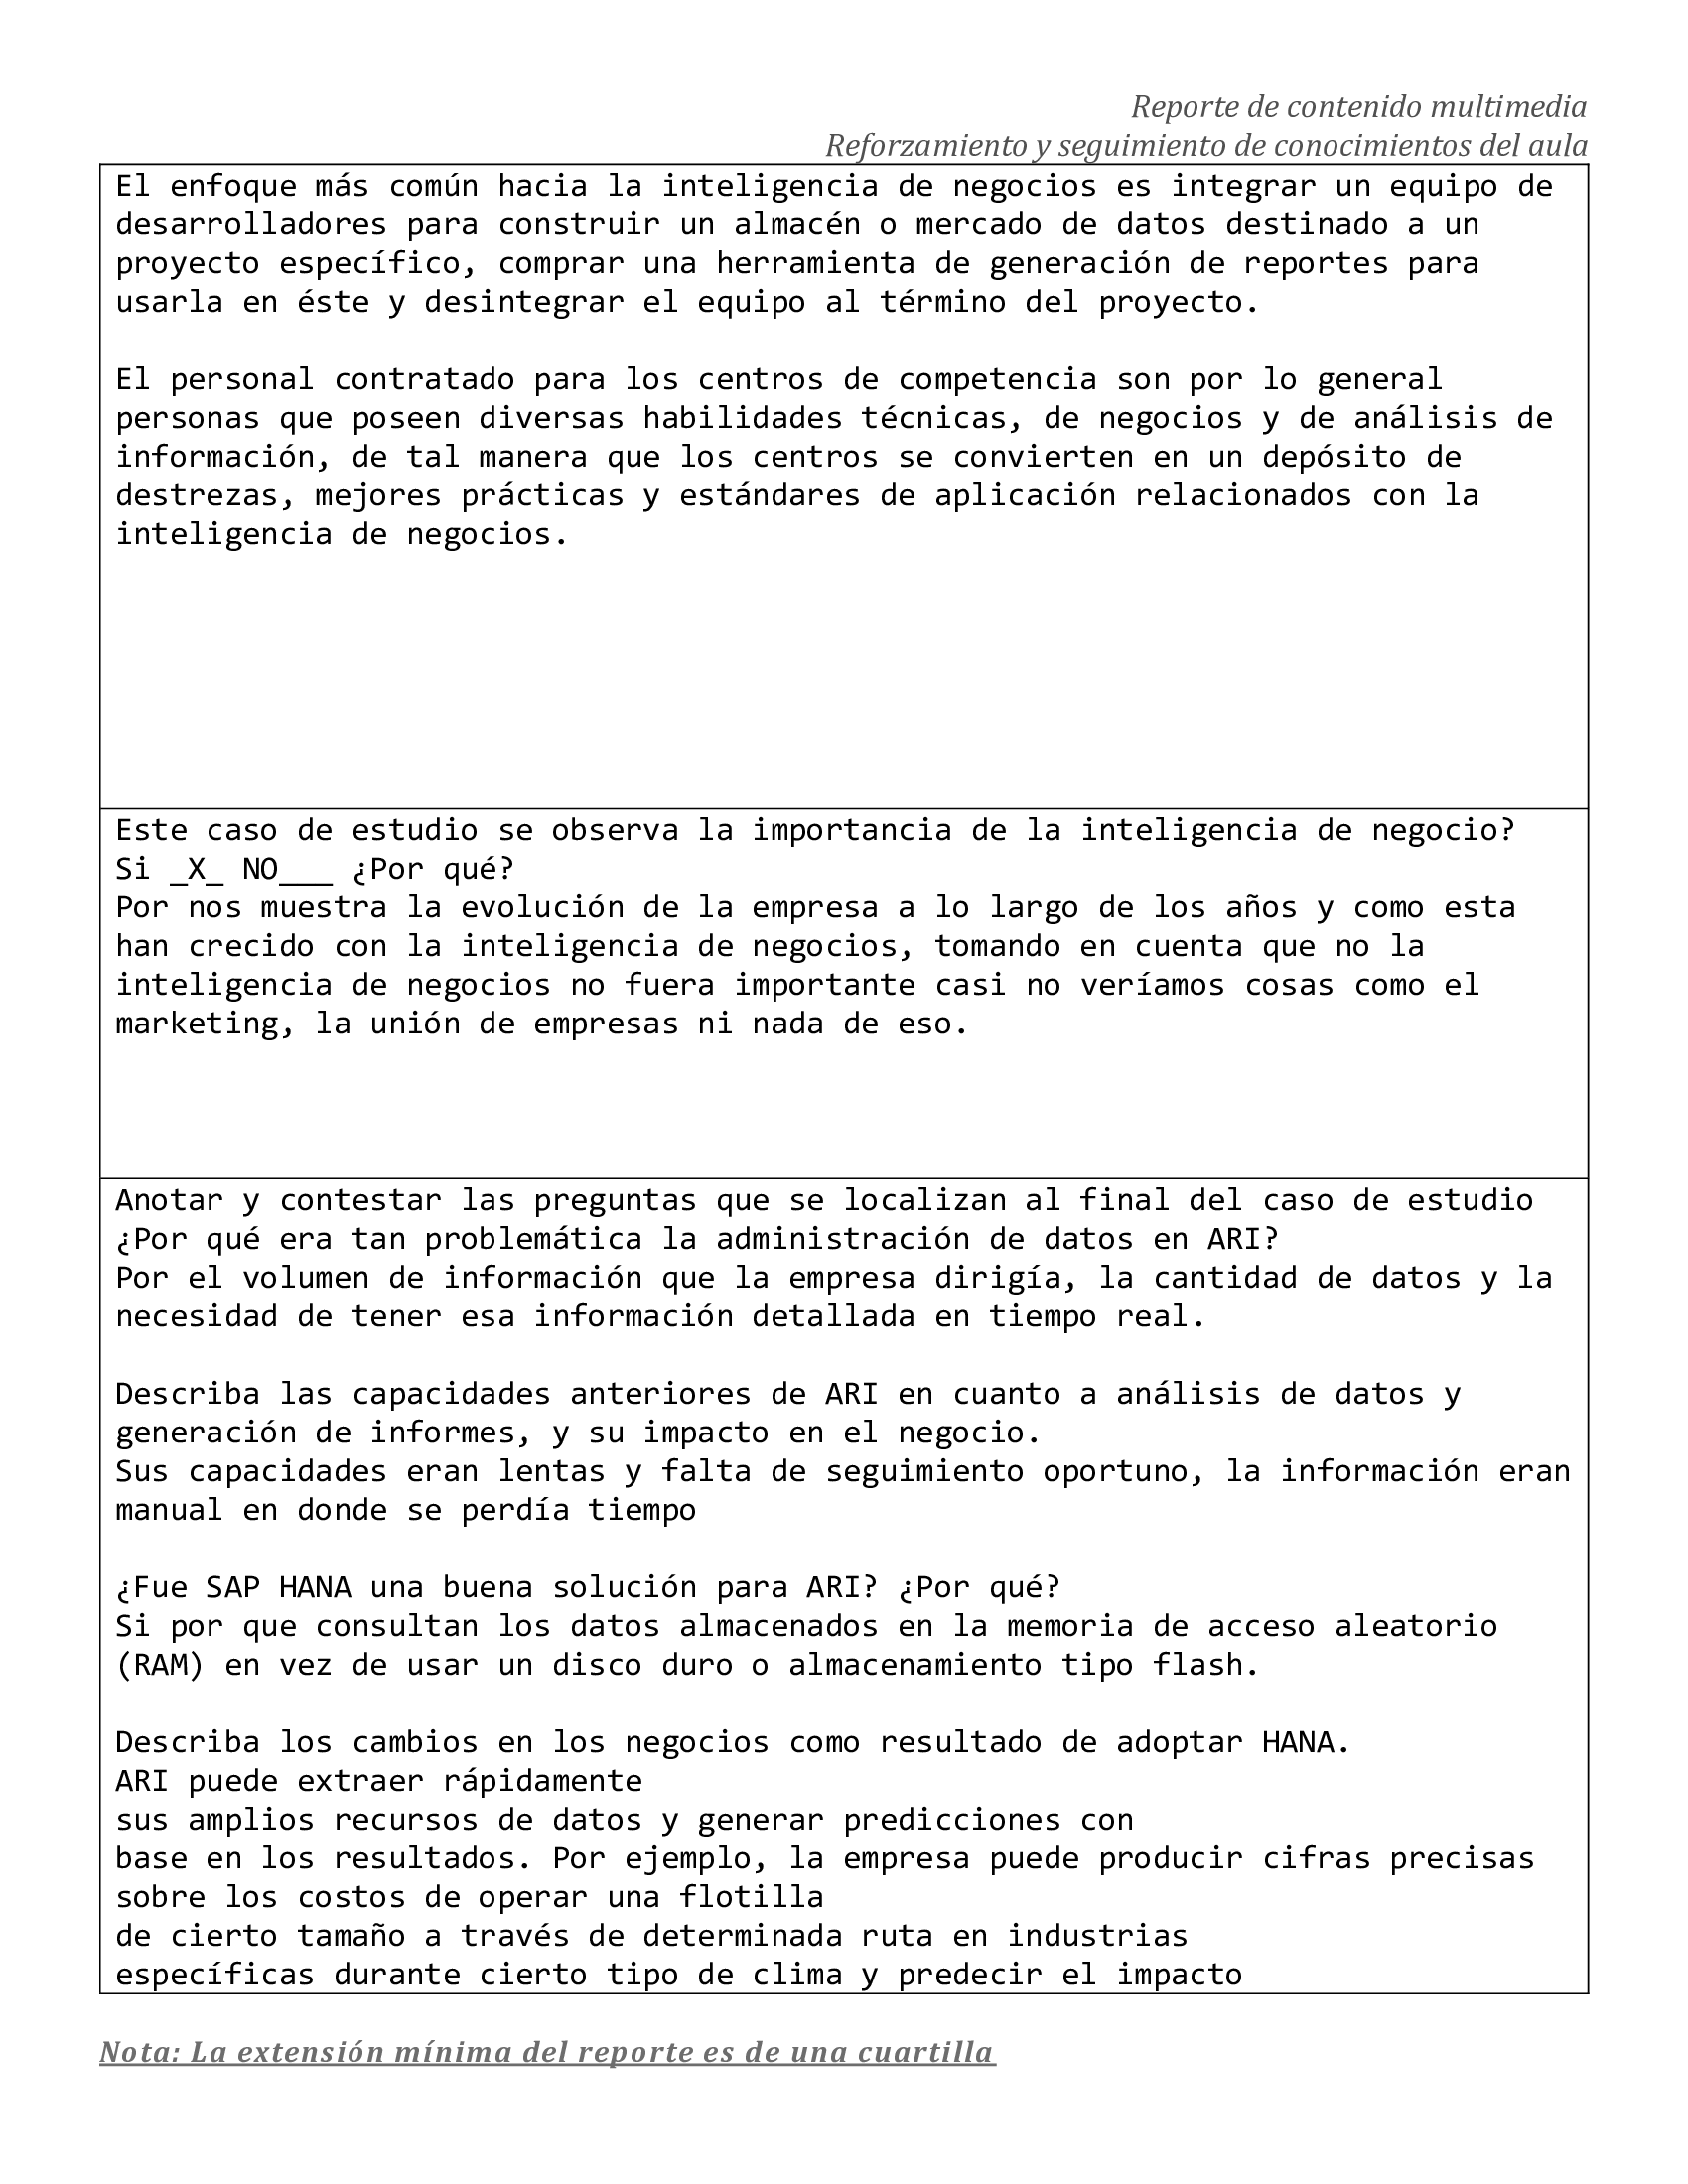 Reporte de contenido multimedia
Reforzamiento y seguimiento de conocimientos del aula
El enfoque más común hacia la inteligencia de negocios es integrar un equipo de
desarrolladores para construir un almacén o mercado de datos destinado a un
proyecto específico, comprar una herramienta de generación de reportes para
usarla en éste y desintegrar el equipo al término del proyecto.
El personal contratado para los centros de competencia son por lo general
personas que poseen diversas habilidades técnicas, de negocios y de análisis de
información, de tal manera que los centros se convierten en un depósito de
destrezas, mejores prácticas y estándares de aplicación relacionados con la
inteligencia de negocios.
Este caso de estudio se observa la importancia de la inteligencia de negocio?
Si _X_ NO___ ¿Por qué?
Por nos muestra la evolución de la empresa a lo largo de los años y como esta
han crecido con la inteligencia de negocios, tomando en cuenta que no la
inteligencia de negocios no fuera importante casi no veríamos cosas como el
marketing, la unión de empresas ni nada de eso.
Anotar y contestar las preguntas que se localizan al final del caso de estudio
¿Por qué era tan problemática la administración de datos en ARI?
Por el volumen de información que la empresa dirigía, la cantidad de datos y la
necesidad de tener esa información detallada en tiempo real.
Describa las capacidades anteriores de ARI en cuanto a análisis de datos y
generación de informes, y su impacto en el negocio.
Sus capacidades eran lentas y falta de seguimiento oportuno, la información eran
manual en donde se perdía tiempo
¿Fue SAP HANA una buena solución para ARI? ¿Por qué?
Si por que consultan los datos almacenados en la memoria de acceso aleatorio
(RAM) en vez de usar un disco duro o almacenamiento tipo flash.
Describa los cambios en los negocios como resultado de adoptar HANA.
ARI puede extraer rápidamente
sus amplios recursos de datos y generar predicciones con
base en los resultados. Por ejemplo, la empresa puede producir cifras precisas
sobre los costos de operar una flotilla
de cierto tamaño a través de determinada ruta en industrias
específicas durante cierto tipo de clima y predecir el impacto
Nota: La extensión mínima del reporte es de una cuartilla